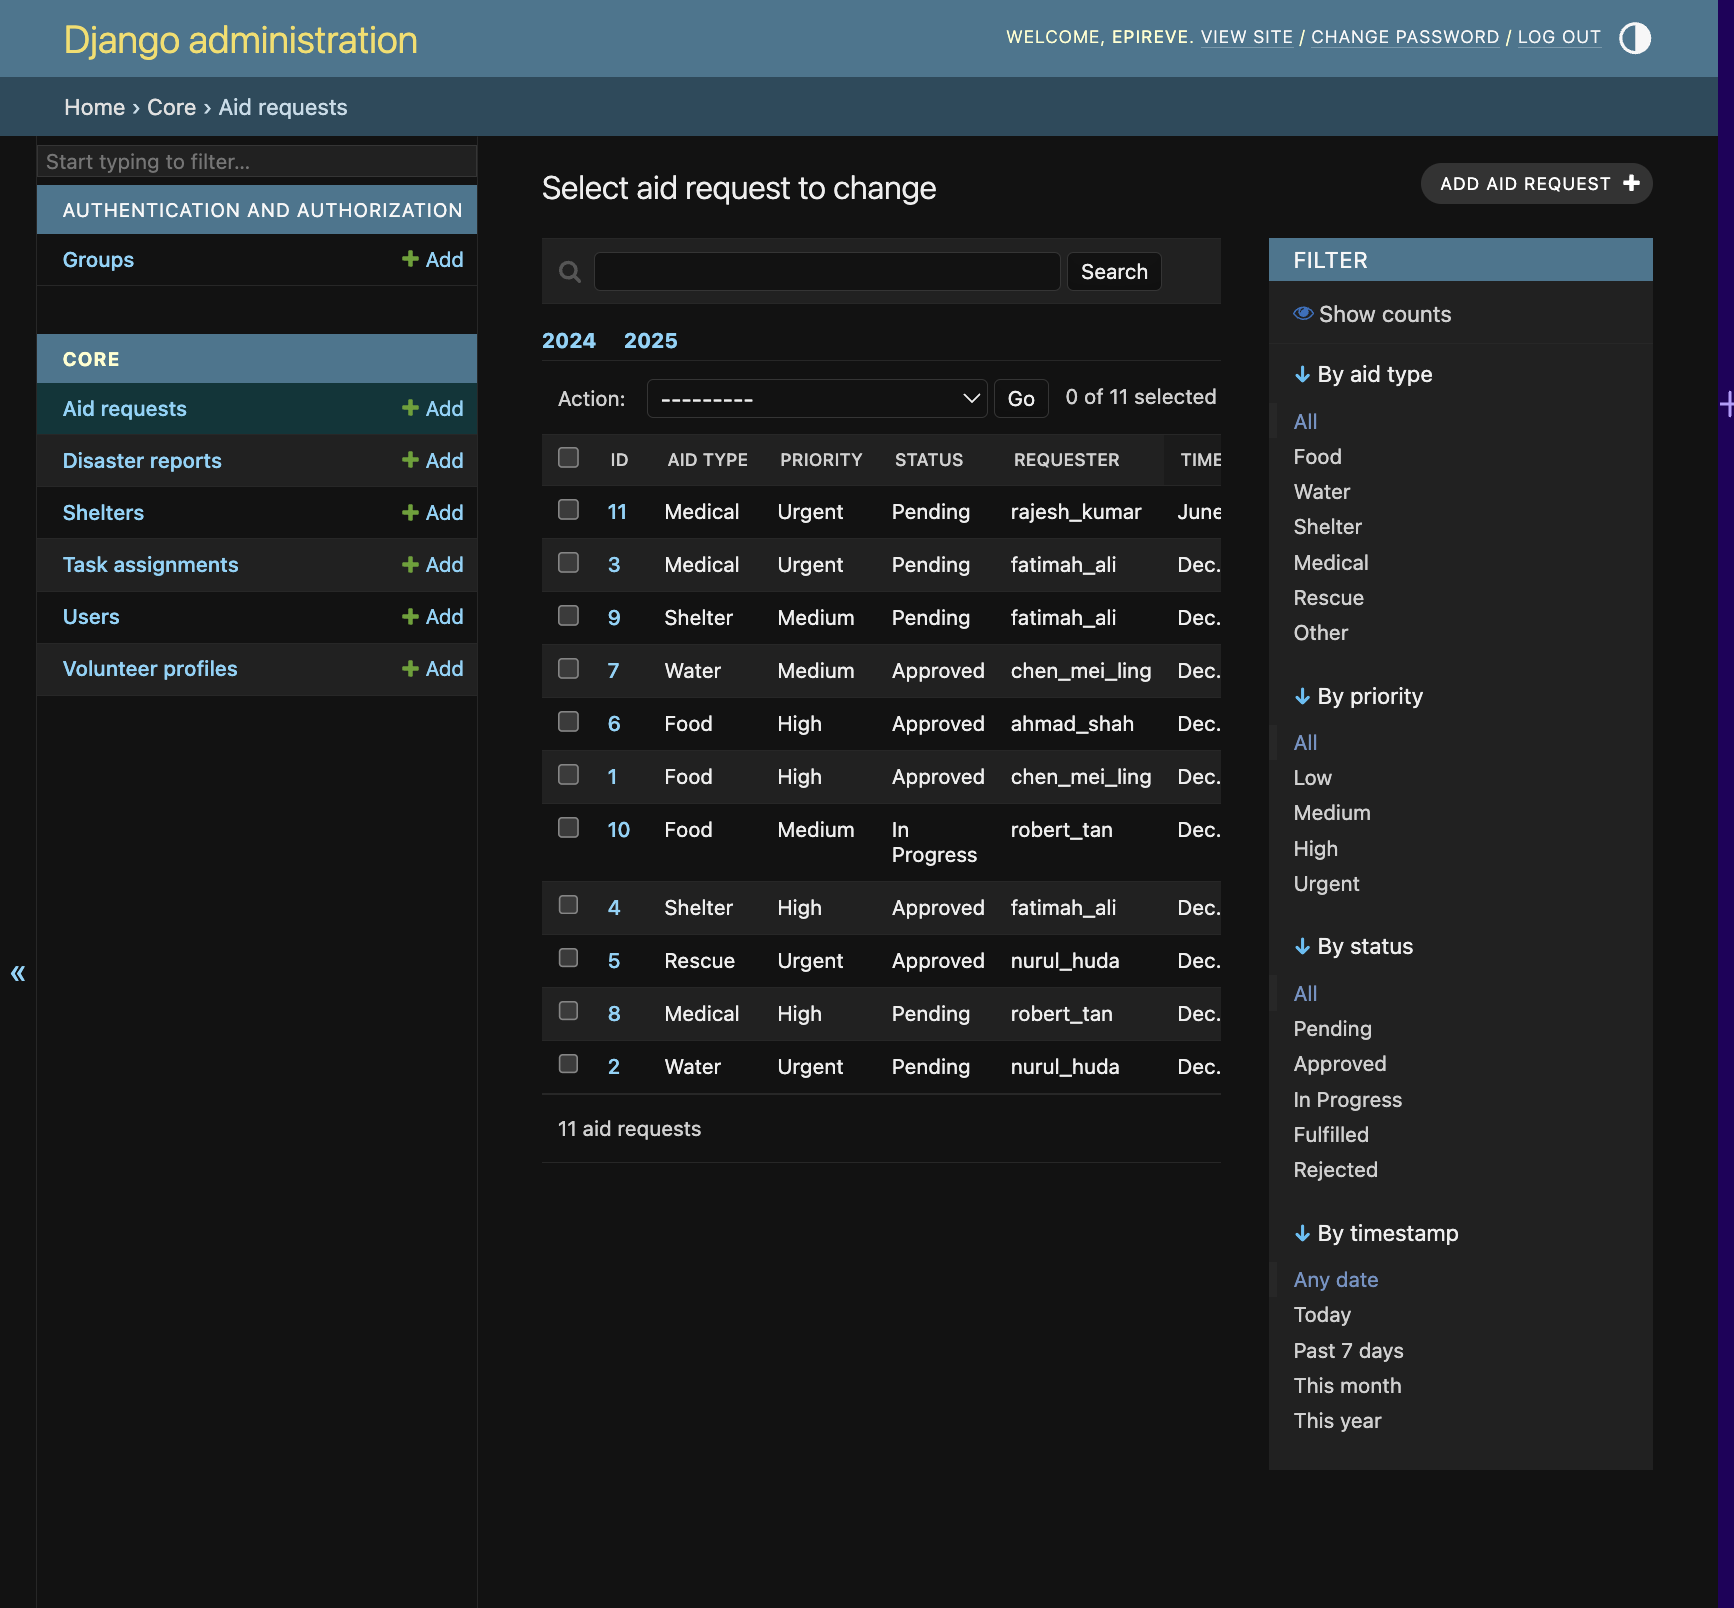 Django administration
WELCOME, EPIREVE. VIEW SITE / CHANGE PASSWORD / LOG OUT
Home › Core › Aid requests
Start typing to filter...
AUTHENTICATION AND AUTHORIZATION
Groups + Add
CORE
Aid requests + Add
Disaster reports + Add
Shelters + Add
Task assignments + Add
Users + Add
Volunteer profiles + Add
«
Select aid request to change
ADD AID REQUEST +
Search
2024 2025
Action: --------- Go 0 of 11 selected
ID AID TYPE PRIORITY STATUS REQUESTER TIME
11 Medical Urgent Pending rajesh_kumar June
3 Medical Urgent Pending fatimah_ali Dec.
9 Shelter Medium Pending fatimah_ali Dec.
7 Water Medium Approved chen_mei_ling Dec.
6 Food High Approved ahmad_shah Dec.
1 Food High Approved chen_mei_ling Dec.
10 Food Medium In Progress robert_tan Dec.
4 Shelter High Approved fatimah_ali Dec.
5 Rescue Urgent Approved nurul_huda Dec.
8 Medical High Pending robert_tan Dec.
2 Water Urgent Pending nurul_huda Dec.
11 aid requests
FILTER
Show counts
↓ By aid type
All
Food
Water
Shelter
Medical
Rescue
Other
↓ By priority
All
Low
Medium
High
Urgent
↓ By status
All
Pending
Approved
In Progress
Fulfilled
Rejected
↓ By timestamp
Any date
Today
Past 7 days
This month
This year